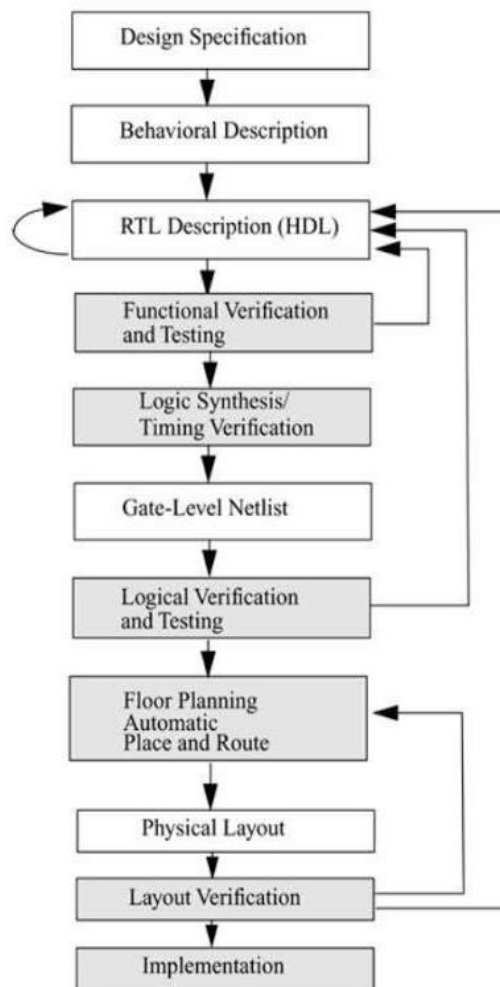 Design Specification
Behavioral Description
RTL Description (HDL)
Functional Verification
and Testing
Logic Synthesis/
Timing Verification
Gate-Level Netlist
Logical Verification
and Testing
Floor Planning
Automatic
Place and Route
Physical Layout
Layout Verification
Implementation